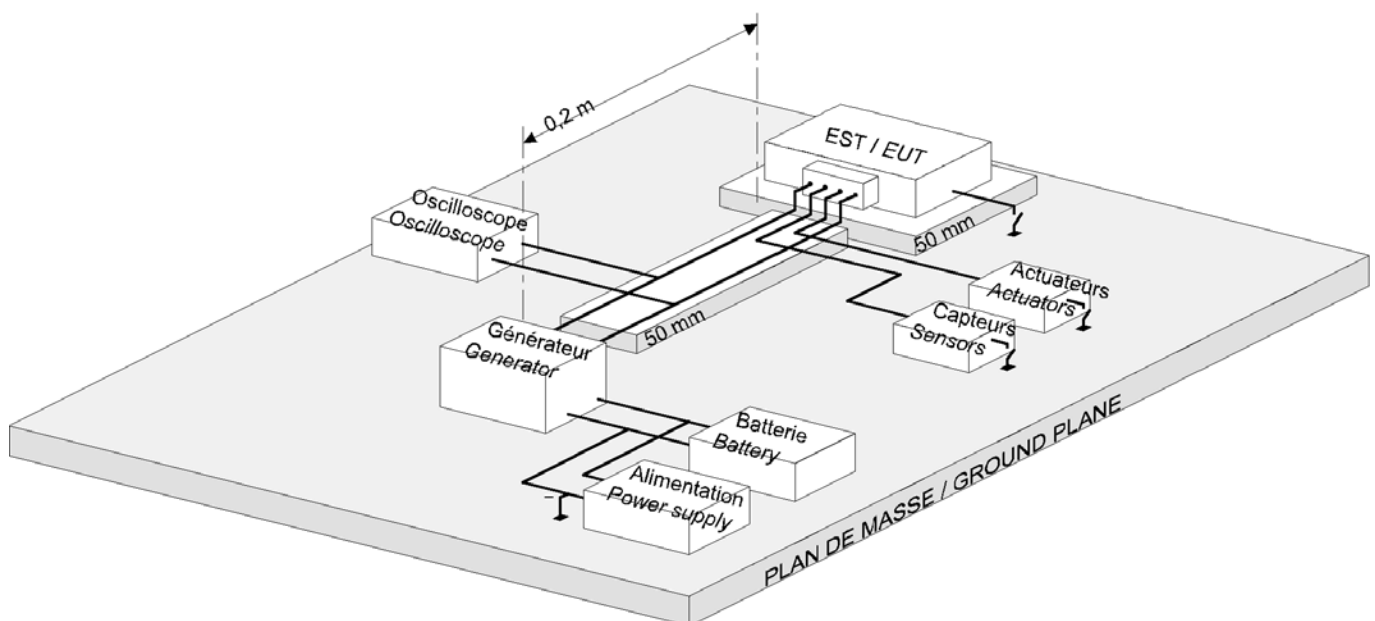 0,2 m
EST / EUT
Oscilloscope
Oscilloscope
50 mm
Actuateurs
Actuators
Capteurs
Sensors
50 mm
Générateur
Generator
Batterie
Battery
Alimentation
Power supply
–
PLAN DE MASSE / GROUND PLANE